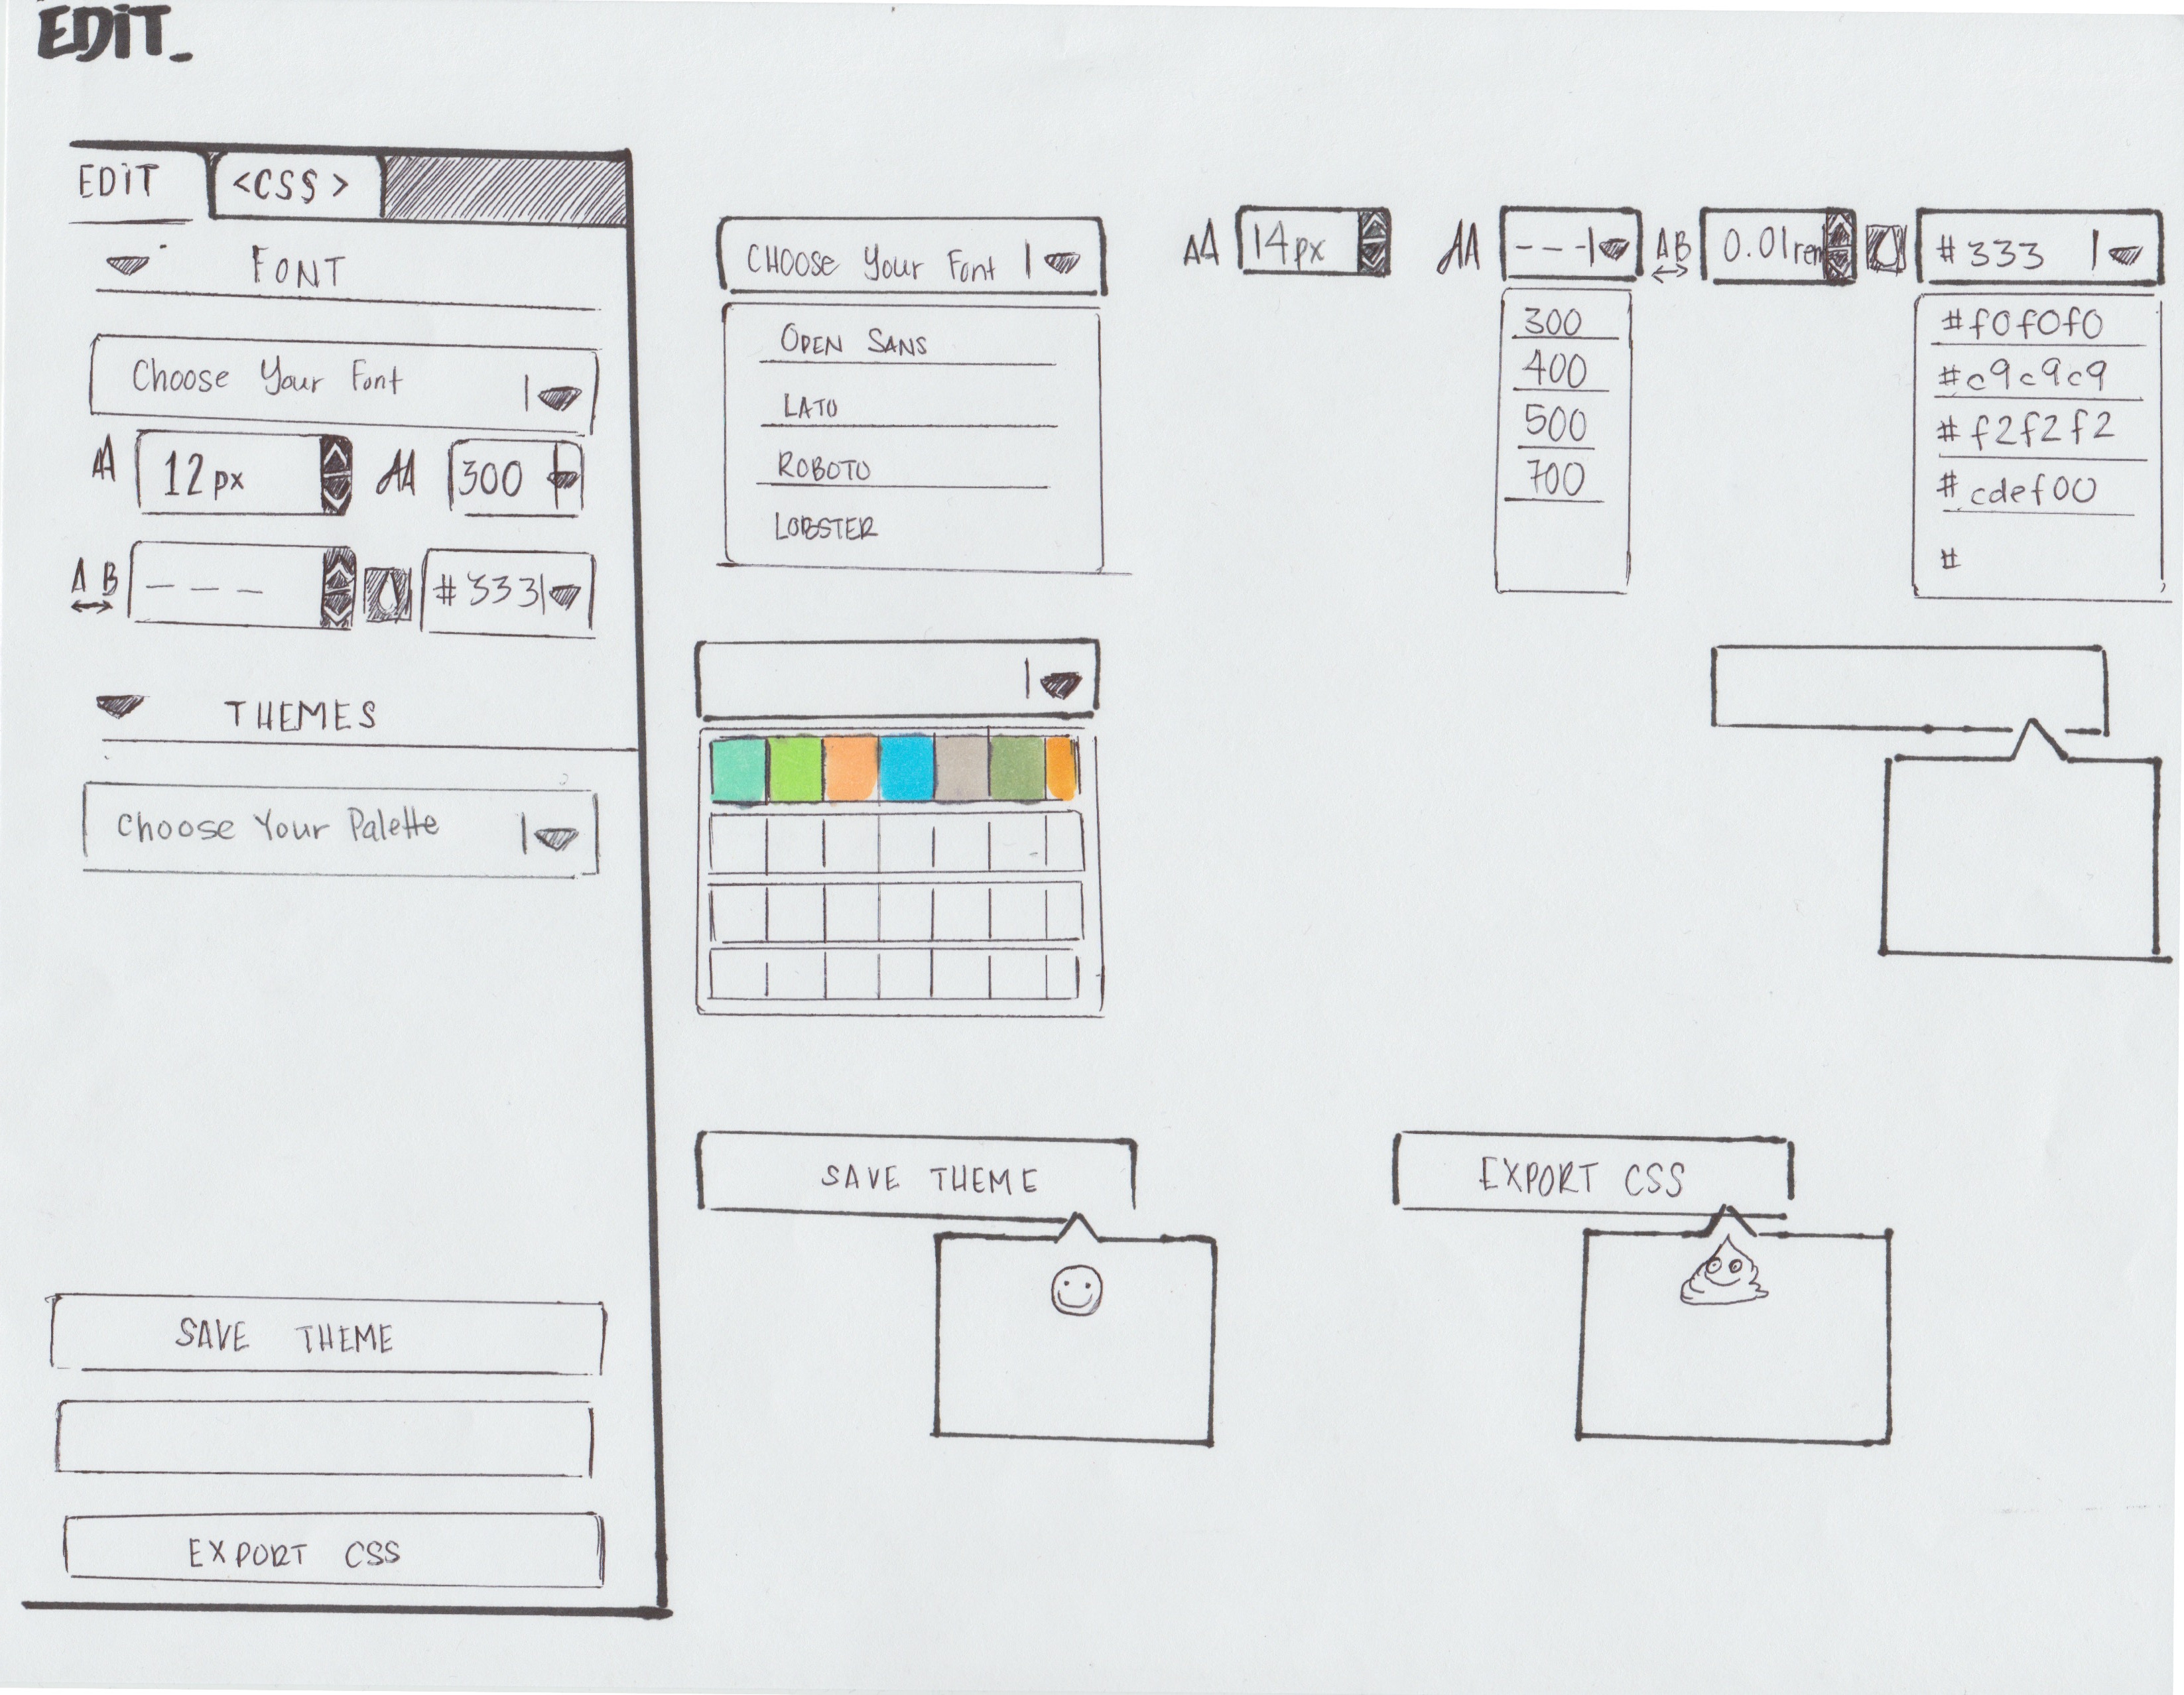 EDIT_
EDIT
<CSS>
FONT
Choose Your Font
AA 12px AA 300
A B --- #333
THEMES
Choose Your Palette
SAVE THEME
EXPORT CSS
CHOOSE Your Font
OPEN SANS
LATO
ROBOTO
LOBSTER
AA 14px
AA ---
300
400
500
700
AB 0.01rem
#333
#f0f0f0
#c9c9c9
#f2f2f2
#cdef00
#
SAVE THEME
EXPORT CSS